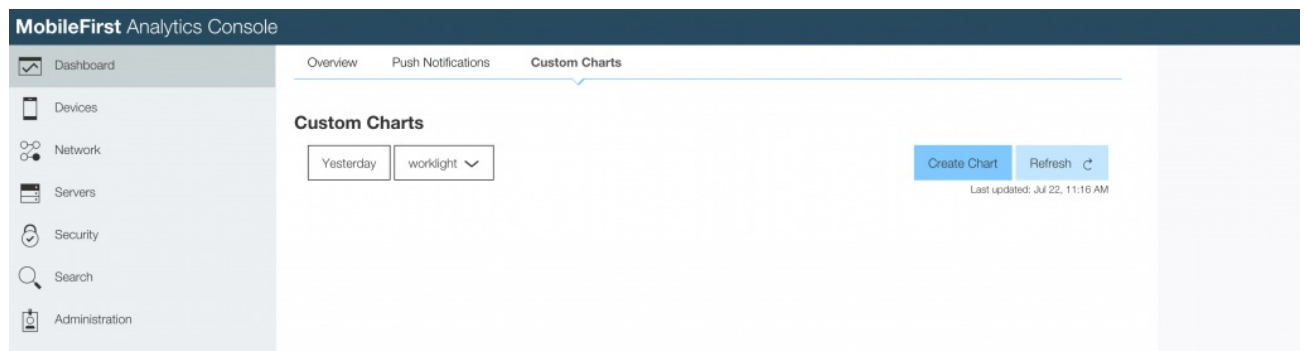 MobileFirst Analytics Console
Dashboard
Devices
Network
Servers
Security
Search
Administration
Overview Push Notifications Custom Charts
Custom Charts
Yesterday worklight Create Chart Refresh
Last updated: Jul 22, 11:16 AM